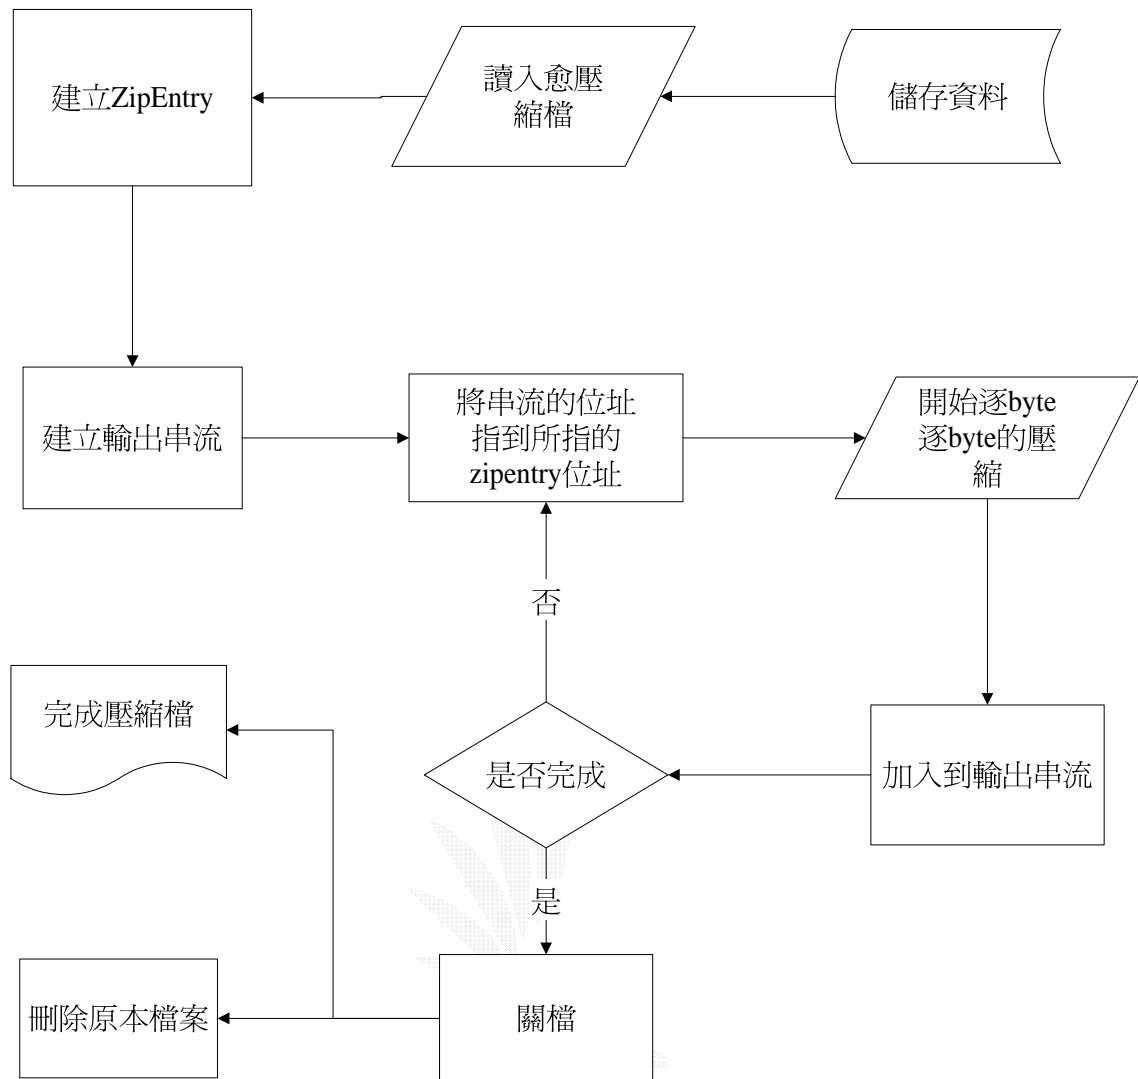 建立ZipEntry
讀入愈壓
縮檔
儲存資料
建立輸出串流
將串流的位址
指到所指的
zipentry位址
開始逐byte
逐byte的壓
縮
否
完成壓縮檔
是否完成
加入到輸出串流
是
刪除原本檔案
關檔